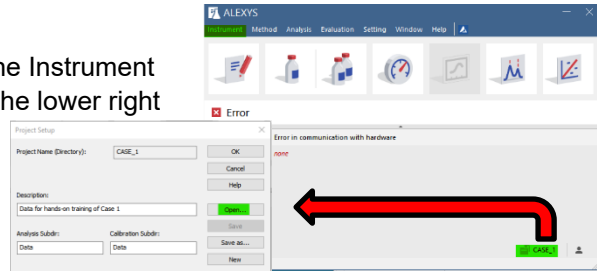 ALEXYS
Instrument Method Analysis Evaluation Setting Window Help
ne Instrument
he lower right
Error
Project Setup
Error in communication with hardware
none
Project Name (Directory): CASE_1 OK
Cancel
Help
Description:
Data for hands-on training of Case 1 Open...
Save
Analysis Subdir: Calibration Subdir:
Data Data Save as...
New
CASE_1